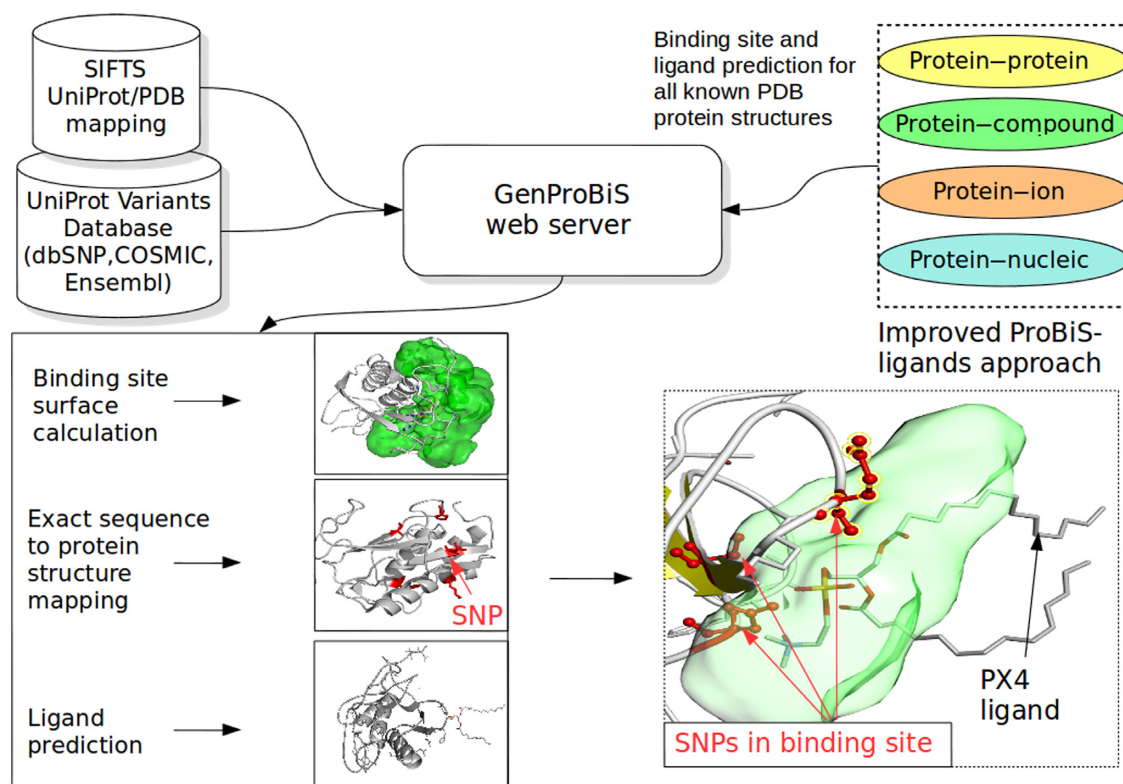 SIFTS
UniProt/PDB
mapping
UniProt Variants
Database
(dbSNP,COSMIC,
Ensembl)
GenProBiS
web server
Binding site and
ligand prediction for
all known PDB
protein structures
Protein−protein
Protein−compound
Protein−ion
Protein−nucleic
Improved ProBiS-
ligands approach
Binding site
surface
calculation
Exact sequence
to protein
structure
mapping
SNP
Ligand
prediction
SNPs in binding site
PX4
ligand